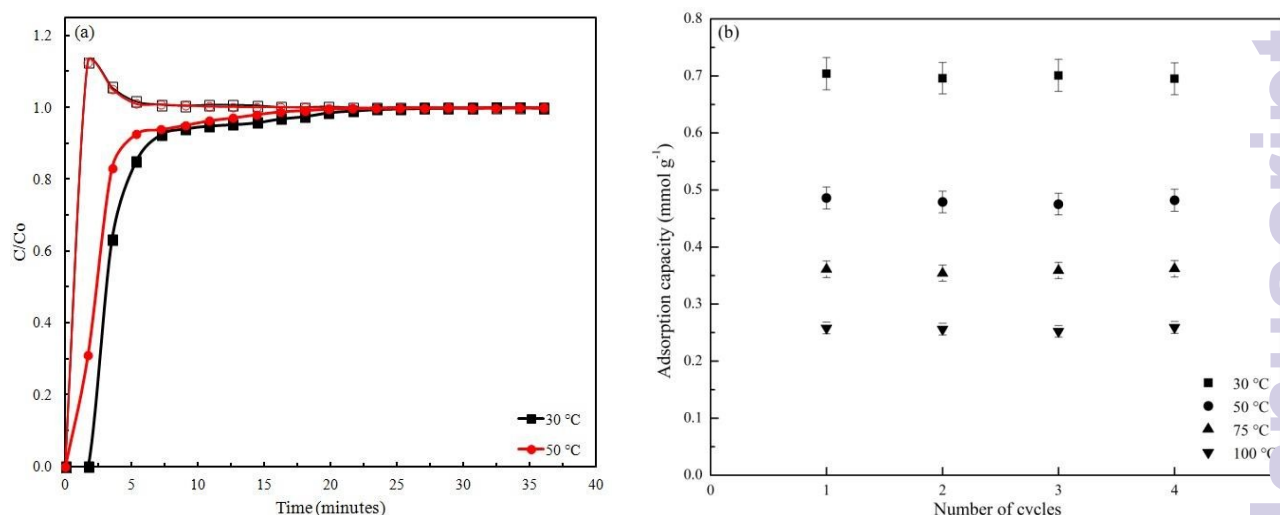 (a)
1.2
1.0
0.8
0.6
0.4
0.2
0.0
C/Co
0 5 10 15 20 25 30 35 40
Time (minutes)
30 °C
50 °C
(b)
0.8
0.7
0.6
0.5
0.4
0.3
0.2
0.1
0.0
Adsorption capacity (mmol g⁻¹)
0 1 2 3 4
Number of cycles
30 °C
50 °C
75 °C
100 °C